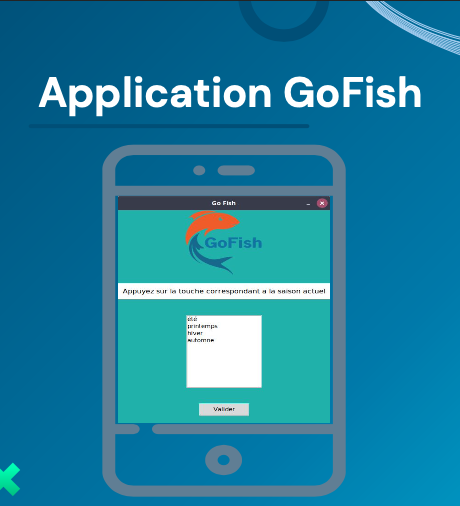 Application GoFish
Go Fish
GoFish
Appuyez sur la touche correspondant a la saison actuel
ete
printemps
hiver
automne
Valider